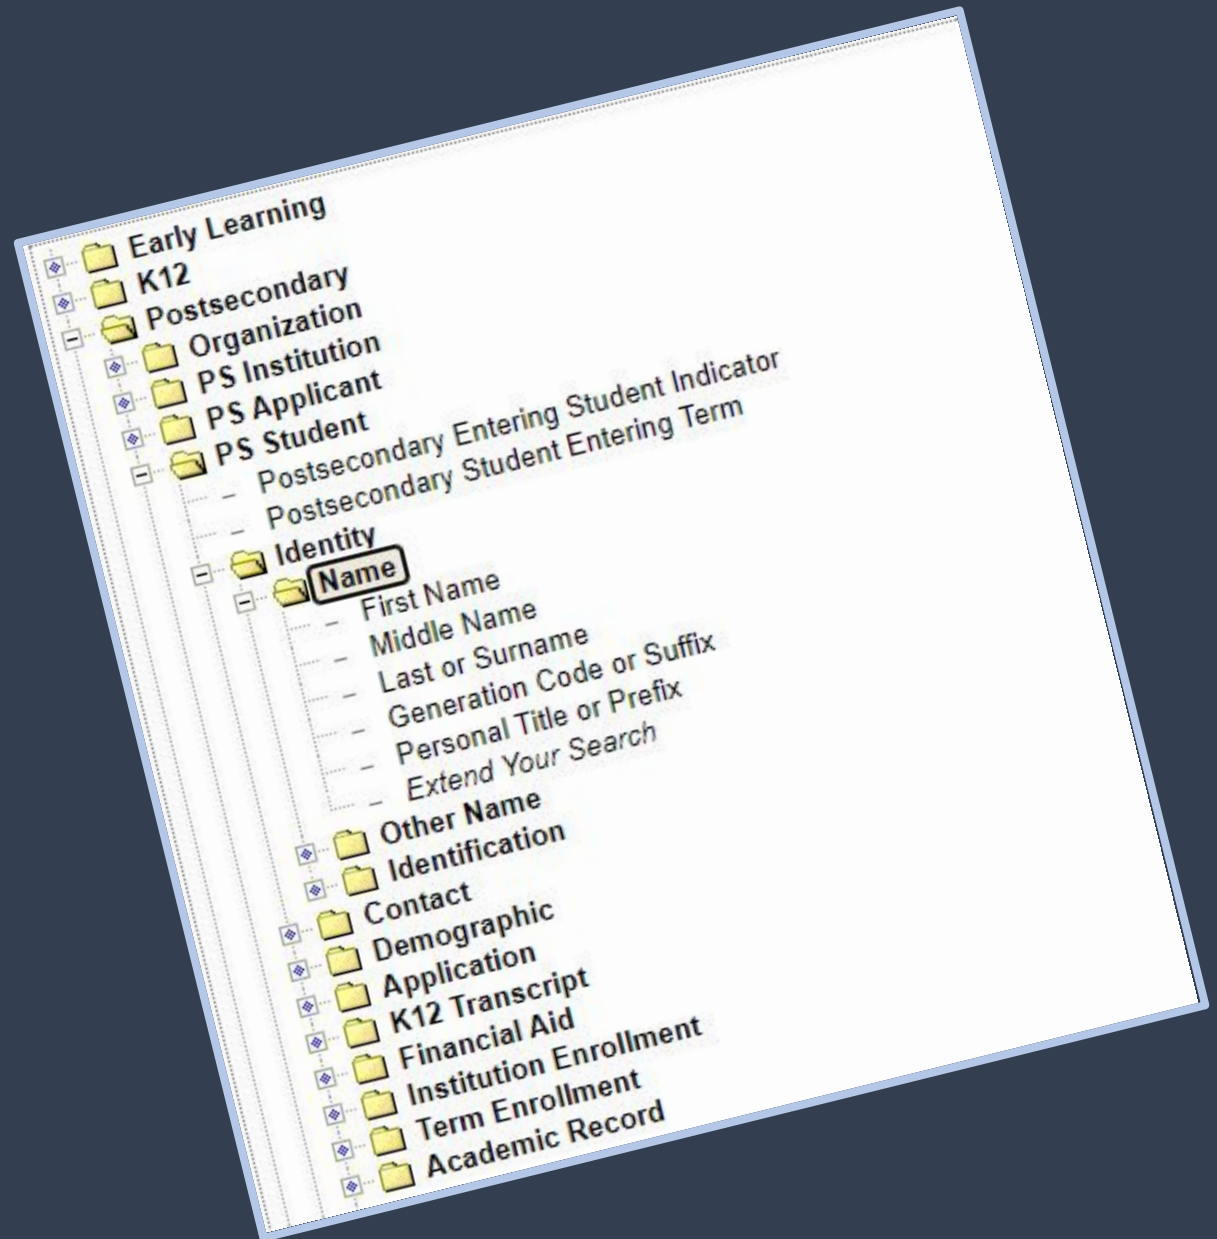 Early Learning
K12
Postsecondary
Organization
PS Institution
PS Applicant
PS Student
Postsecondary Entering Student Indicator
Postsecondary Student Entering Term
Identity
Name
First Name
Middle Name
Last or Surname
Generation Code or Suffix
Personal Title or Prefix
Extend Your Search
Other Name
Identification
Contact
Demographic
Application
K12 Transcript
Financial Aid
Institution Enrollment
Term Enrollment
Academic Record